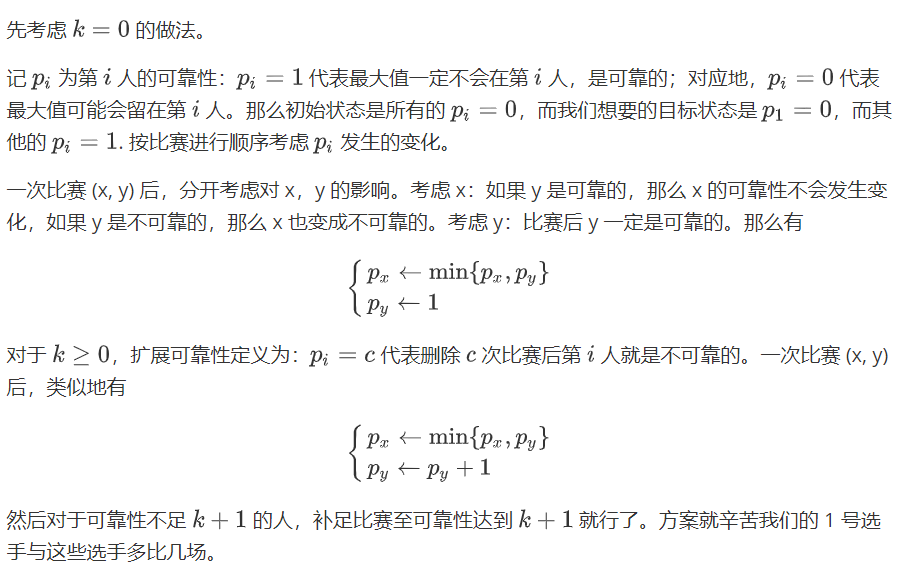 先考虑 k = 0 的做法。
记 p_i 为第 i 人的可靠性：p_i = 1 代表最大值一定不会在第 i 人，是可靠的；对应地，p_i = 0 代表
最大值可能会留在第 i 人。那么初始状态是所有的 p_i = 0，而我们想要的目标状态是 p_1 = 0，而其
他的 p_i = 1. 按比赛进行顺序考虑 p_i 发生的变化。
一次比赛 (x, y) 后，分开考虑对 x，y 的影响。考虑 x：如果 y 是可靠的，那么 x 的可靠性不会发生变
化，如果 y 是不可靠的，那么 x 也变成不可靠的。考虑 y：比赛后 y 一定是可靠的。那么有
p_x ← min{p_x, p_y}
p_y ← 1
对于 k ≥ 0，扩展可靠性定义为：p_i = c 代表删除 c 次比赛后第 i 人就是不可靠的。一次比赛 (x, y)
后，类似地有
p_x ← min{p_x, p_y}
p_y ← p_y + 1
然后对于可靠性不足 k + 1 的人，补足比赛至可靠性达到 k + 1 就行了。方案就辛苦我们的 1 号选
手与这些选手多比几场。